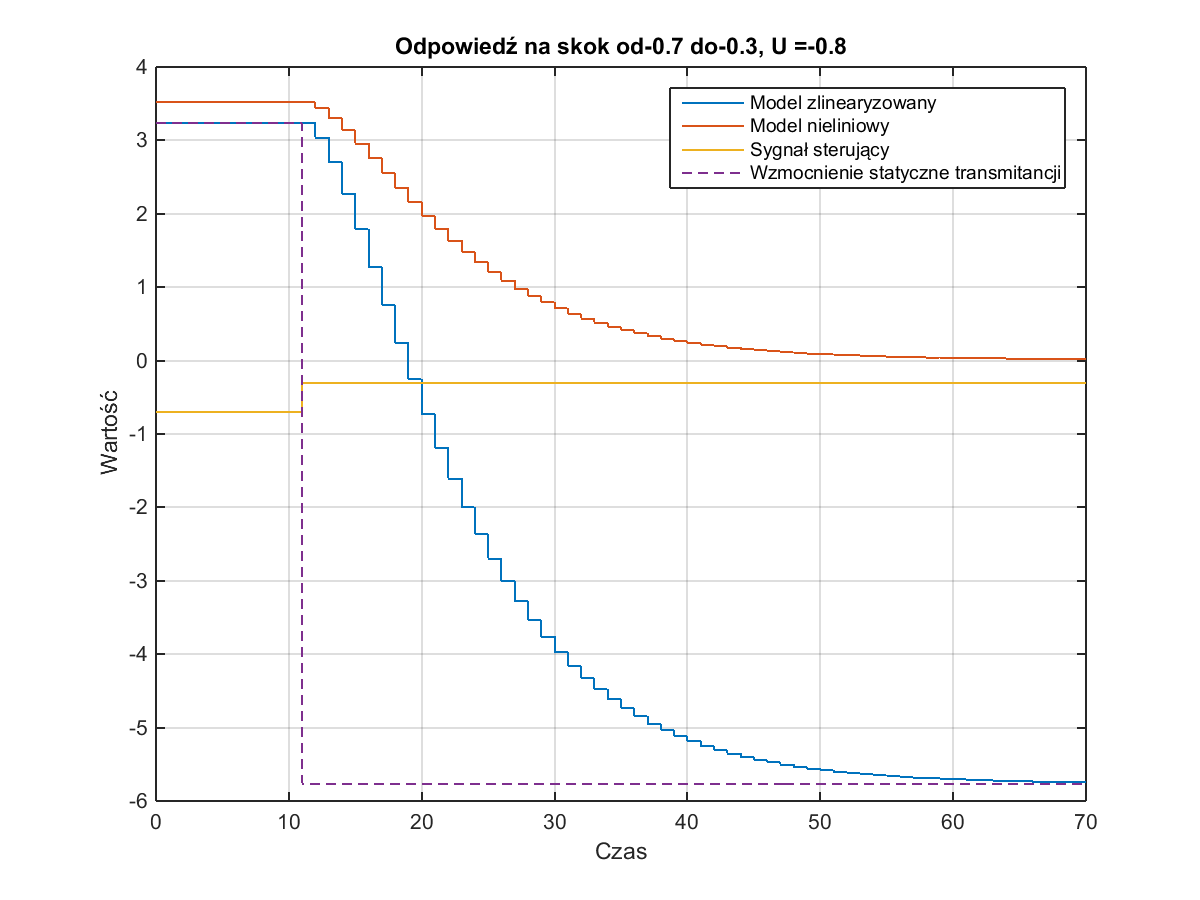 Odpowiedź na skok od-0.7 do-0.3, U =-0.8
Model zlinearyzowany
Model nieliniowy
Sygnał sterujący
Wzmocnienie statyczne transmitancji
Wartość
4
3
2
1
0
-1
-2
-3
-4
-5
-6
0 10 20 30 40 50 60 70
Czas